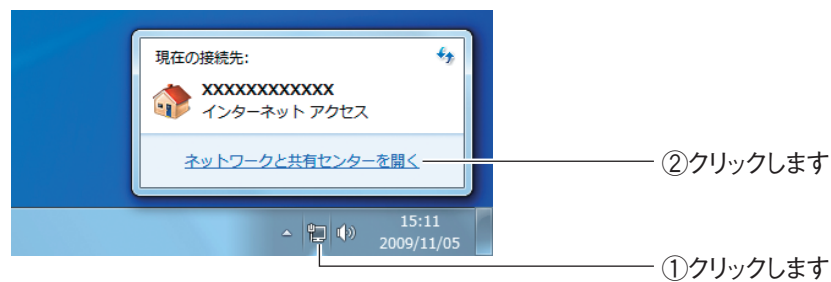 現在の接続先:
XXXXXXXXXXXX
インターネット アクセス
ネットワークと共有センターを開く
②クリックします
15:11
2009/11/05
①クリックします